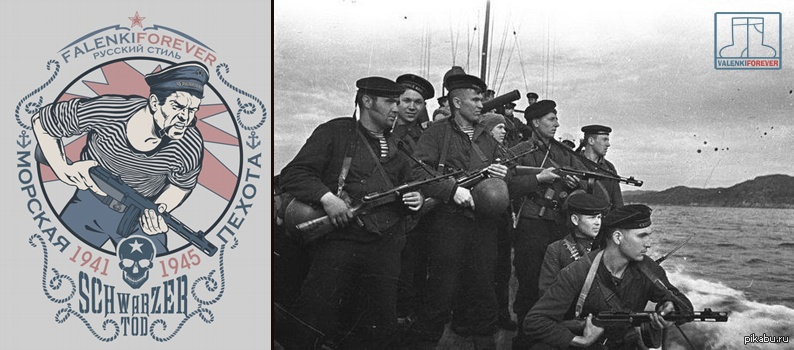 FALENKIFOREVER
РУССКИЙ СТИЛЬ
МОРСКАЯ ПЕХОТА
1941 1945
SCHWARZER
TOD
VALENKIFOREVER
pikabu.ru